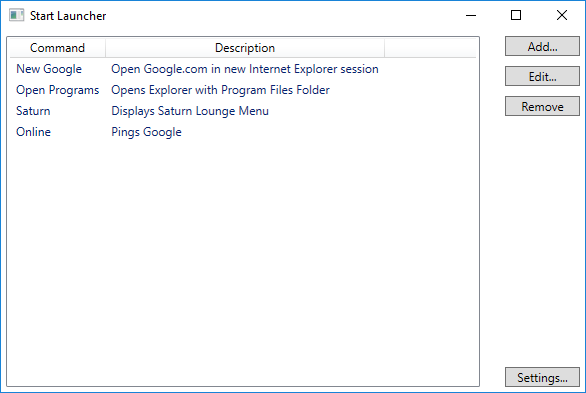 Start Launcher
Command Description
New Google Open Google.com in new Internet Explorer session
Open Programs Opens Explorer with Program Files Folder
Saturn Displays Saturn Lounge Menu
Online Pings Google
Add...
Edit...
Remove
Settings...